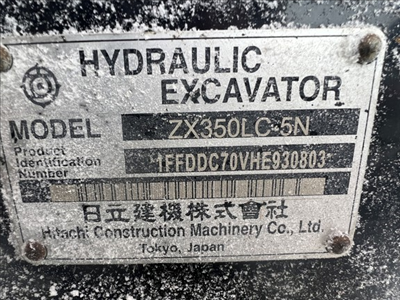 HYDRAULIC
EXCAVATOR
MODEL ZX350LC-5N
Product
Identification
Number
*1FFDDC70VHE930803
日立建機株式會社
Hitachi Construction Machinery Co., Ltd.
Tokyo, Japan